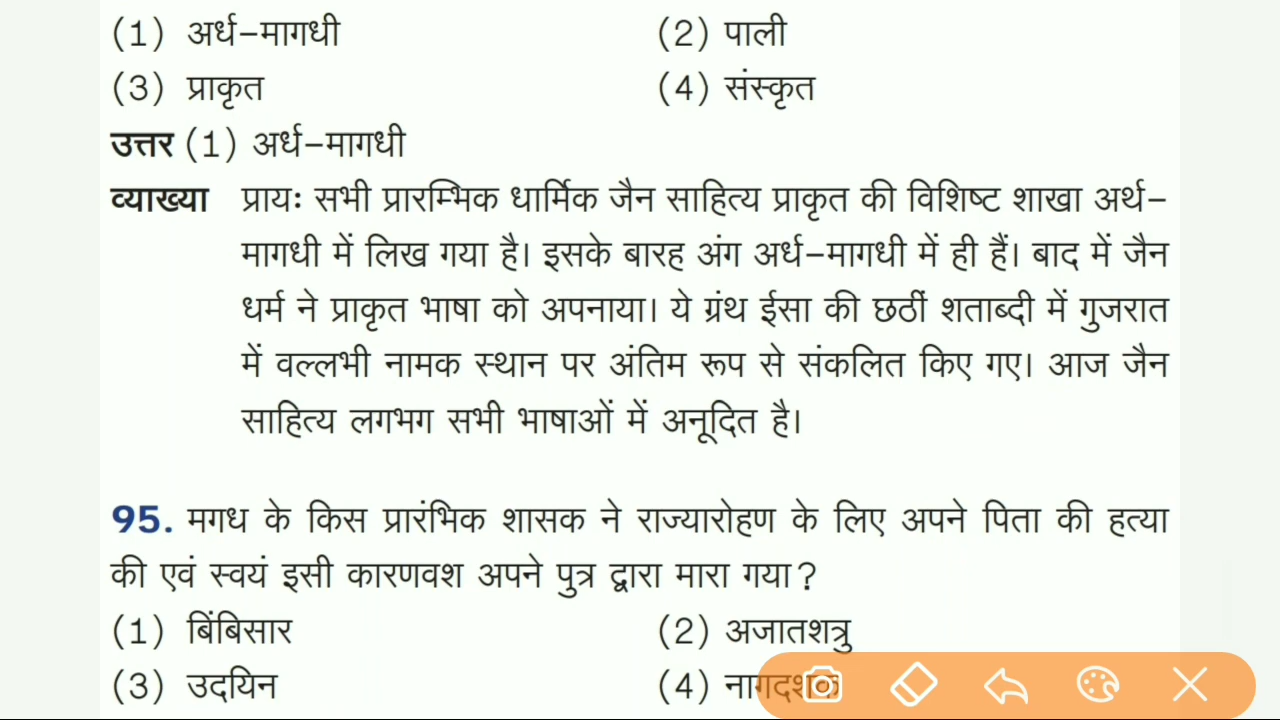 (1) अर्ध-मागधी (2) पाली
(3) प्राकृत (4) संस्कृत
उत्तर (1) अर्ध-मागधी
व्याख्या प्रायः सभी प्रारम्भिक धार्मिक जैन साहित्य प्राकृत की विशिष्ट शाखा अर्थ-
मागधी में लिख गया है। इसके बारह अंग अर्ध-मागधी में ही हैं। बाद में जैन
धर्म ने प्राकृत भाषा को अपनाया। ये ग्रंथ ईसा की छठीं शताब्दी में गुजरात
में वल्लभी नामक स्थान पर अंतिम रूप से संकलित किए गए। आज जैन
साहित्य लगभग सभी भाषाओं में अनूदित है।
95. मगध के किस प्रारंभिक शासक ने राज्यारोहण के लिए अपने पिता की हत्या
की एवं स्वयं इसी कारणवश अपने पुत्र द्वारा मारा गया?
(1) बिंबिसार (2) अजातशत्रु
(3) उदयिन (4) नागदशक